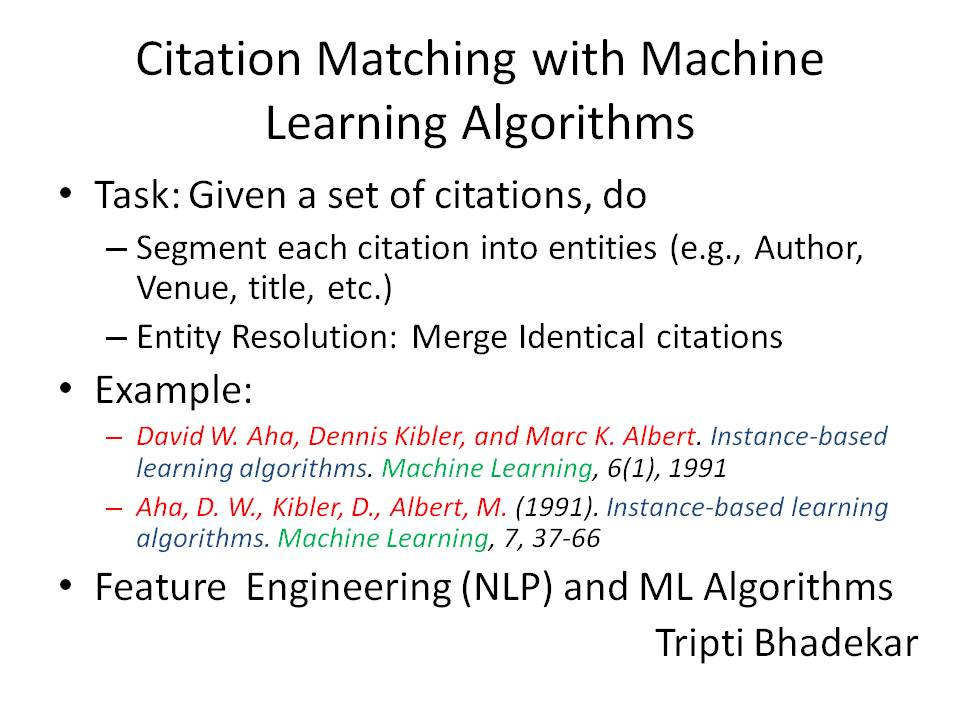 Citation Matching with Machine
Learning Algorithms
• Task: Given a set of citations, do
– Segment each citation into entities (e.g., Author,
Venue, title, etc.)
– Entity Resolution: Merge Identical citations
• Example:
– David W. Aha, Dennis Kibler, and Marc K. Albert. Instance-based
learning algorithms. Machine Learning, 6(1), 1991
– Aha, D. W., Kibler, D., Albert, M. (1991). Instance-based learning
algorithms. Machine Learning, 7, 37-66
• Feature Engineering (NLP) and ML Algorithms
Tripti Bhadekar